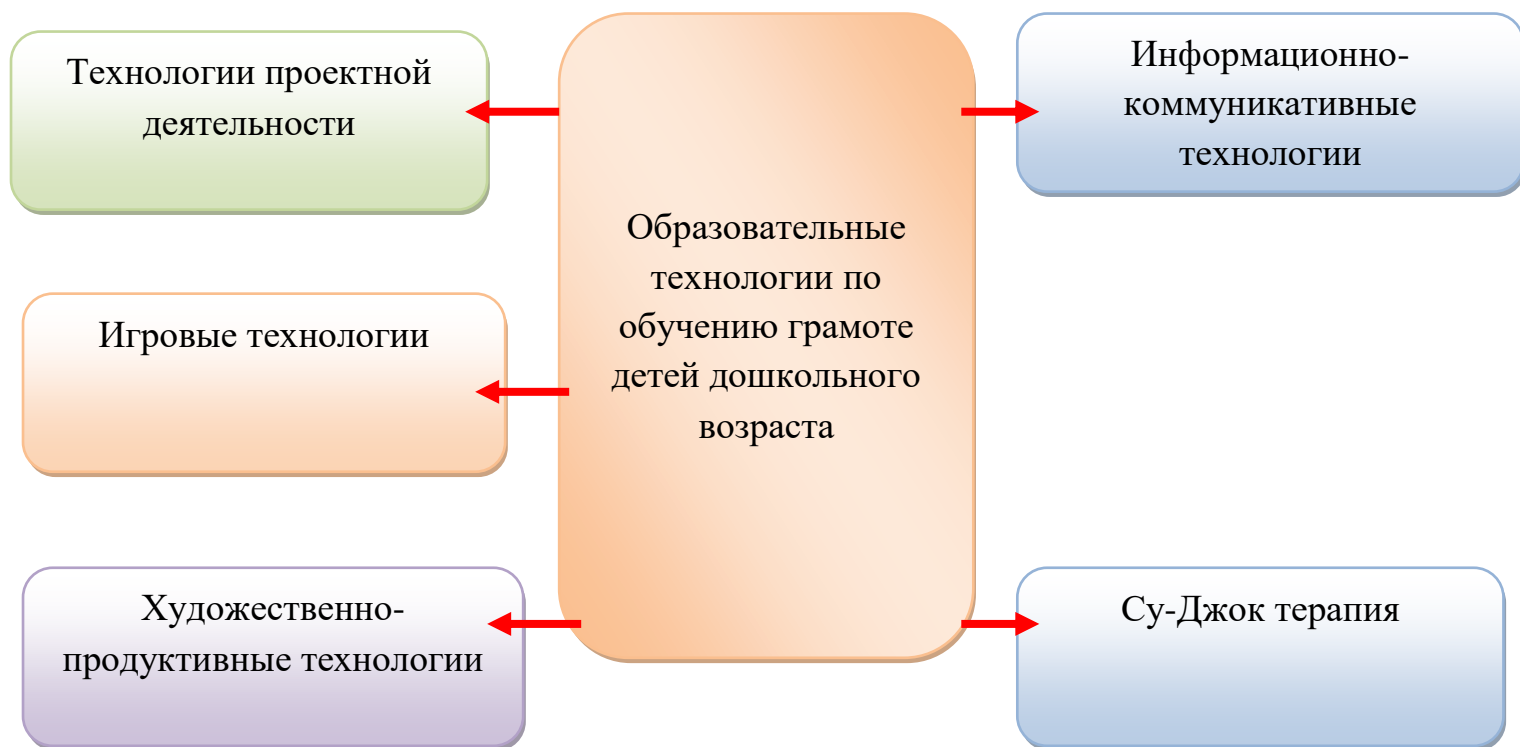 Технологии проектной
деятельности
Информационно-
коммуникативные
технологии
Образовательные
технологии по
обучению грамоте
детей дошкольного
возраста
Игровые технологии
Художественно-
продуктивные технологии
Су-Джок терапия